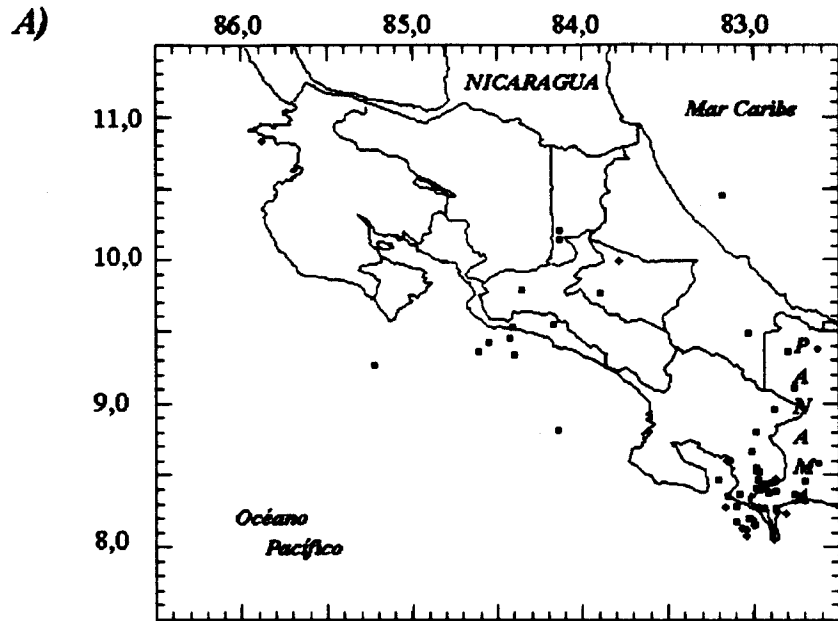 A)
86,0 85,0 84,0 83,0
NICARAGUA
Mar Caribe
11,0
10,0
9,0
8,0
P
A
N
A
M
A
Océano
Pacífico